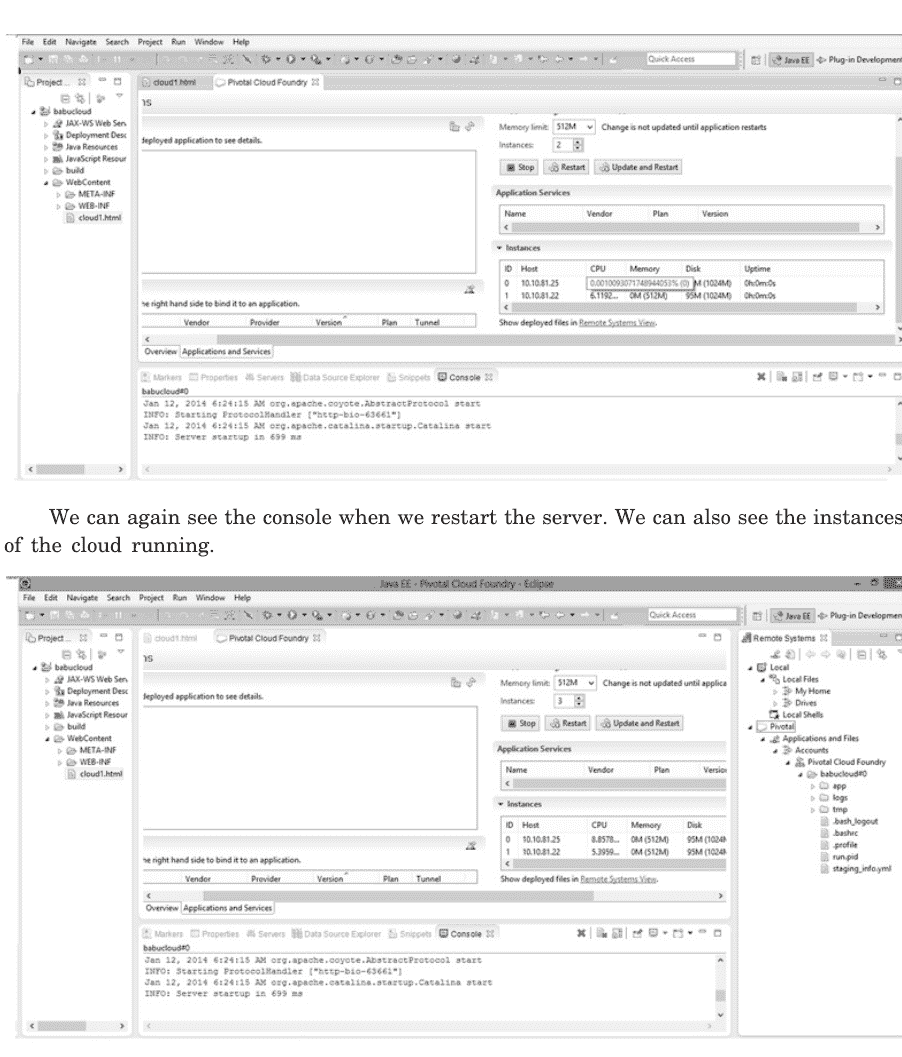 File Edit Navigate Search Project Run Window Help
Quick Access
Java EE
Plug-in Developmen
Project ...
cloud1.html
Pivotal Cloud Foundry
babucloud
JAX-WS Web Serv
Deployment Desc
Java Resources
JavaScript Resour
build
WebContent
META-INF
WEB-INF
cloud1.html
ns
deployed application to see details.
he right hand side to bind it to an application.
Vendor Provider Version Plan Tunnel
Overview Applications and Services
Memory limit: 512M Change is not updated until application restarts
Instances: 2
Stop Restart Update and Restart
Application Services
Name Vendor Plan Version
Instances
ID Host CPU Memory Disk Uptime
0 10.10.81.25 0.0010093071748944053% (0) M (1024M) 0h:0m:0s
1 10.10.81.22 6.1192... 0M (512M) 95M (1024M) 0h:0m:0s
Show deployed files in Remote Systems View.
Markers Properties Servers Data Source Explorer Snippets Console
babucloud#0
Jan 12, 2014 6:24:15 AM org.apache.coyote.AbstractProtocol start
INFO: Starting ProtocolHandler ["http-bio-63661"]
Jan 12, 2014 6:24:15 AM org.apache.catalina.startup.Catalina start
INFO: Server startup in 699 ms
We can again see the console when we restart the server. We can also see the instances
of the cloud running.
Java EE - Pivotal Cloud Foundry - Eclipse
File Edit Navigate Search Project Run Window Help
Quick Access
Java EE
Plug-in Developmen
Project ...
cloud1.html
Pivotal Cloud Foundry
babucloud
JAX-WS Web Serv
Deployment Desc
Java Resources
JavaScript Resour
build
WebContent
META-INF
WEB-INF
cloud1.html
ns
deployed application to see details.
he right hand side to bind it to an application.
Vendor Provider Version Plan Tunnel
Overview Applications and Services
Memory limit: 512M Change is not updated until applica
Instances: 3
Stop Restart Update and Restart
Application Services
Name Vendor Plan Version
Instances
ID Host CPU Memory Disk
0 10.10.81.25 8.8578... 0M (512M) 95M (1024M
1 10.10.81.22 5.3959... 0M (512M) 95M (1024M
Show deployed files in Remote Systems View.
Markers Properties Servers Data Source Explorer Snippets Console
babucloud#0
Jan 12, 2014 6:24:15 AM org.apache.coyote.AbstractProtocol start
INFO: Starting ProtocolHandler ["http-bio-63661"]
Jan 12, 2014 6:24:15 AM org.apache.catalina.startup.Catalina start
INFO: Server startup in 699 ms
Remote Systems
Local
Local Files
My Home
Drives
Local Shells
Pivotal
Applications and Files
Accounts
Pivotal Cloud Foundry
babucloud#0
app
logs
tmp
.bash_logout
.bashrc
.profile
run.pid
staging_info.yml